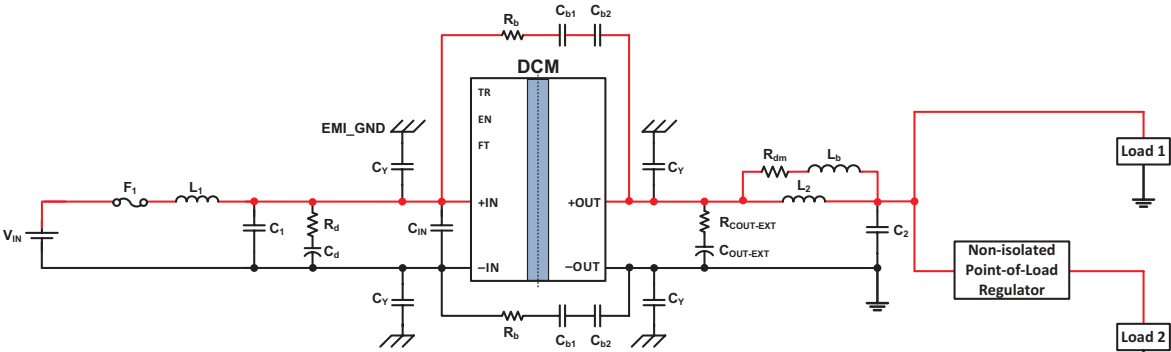 Rb
Cb1
Cb2
DCM
TR
EN
FT
EMI_GND
CY
CY
Rdm
Lb
Load 1
F1
L1
L2
+IN
+OUT
VIN
C1
Rd
Cd
CIN
RCOUT-EXT
COUT-EXT
C2
–IN
–OUT
Non-isolated
Point-of-Load
Regulator
CY
CY
Rb
Cb1
Cb2
Load 2